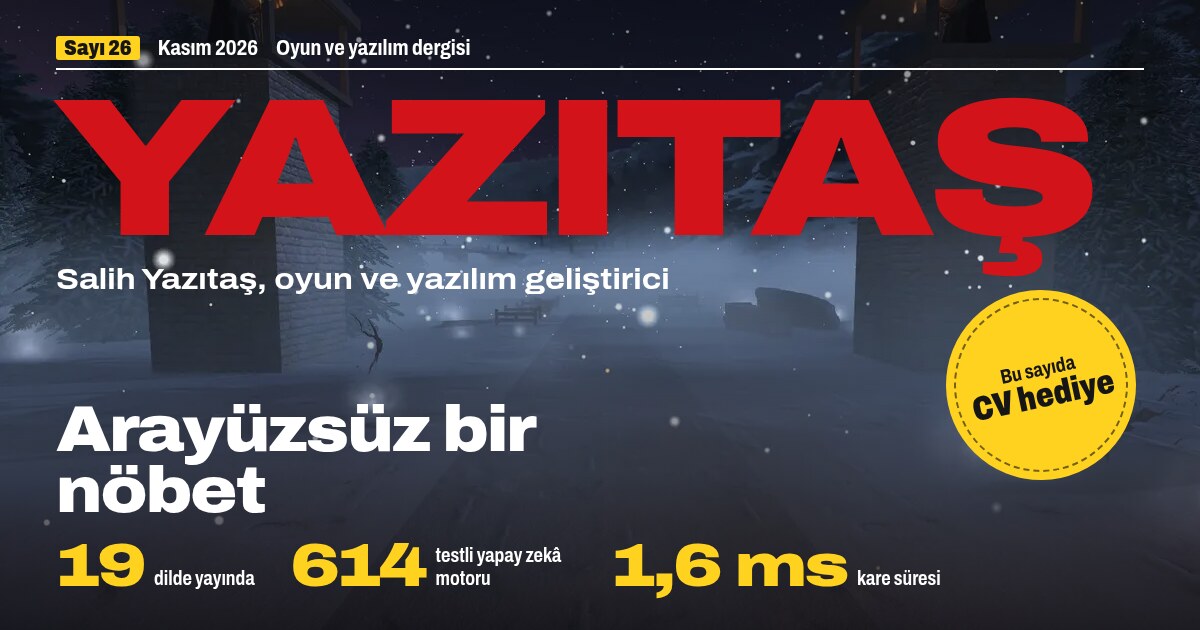 Sayı 26 Kasım 2026 Oyun ve yazılım dergisi
YAZITAŞ
Salih Yazıtaş, oyun ve yazılım geliştirici
Bu sayıda
CV hediye
Arayüzsüz bir
nöbet
19 dilde yayında
614 testli yapay zekâ
motoru
1,6 ms kare süresi